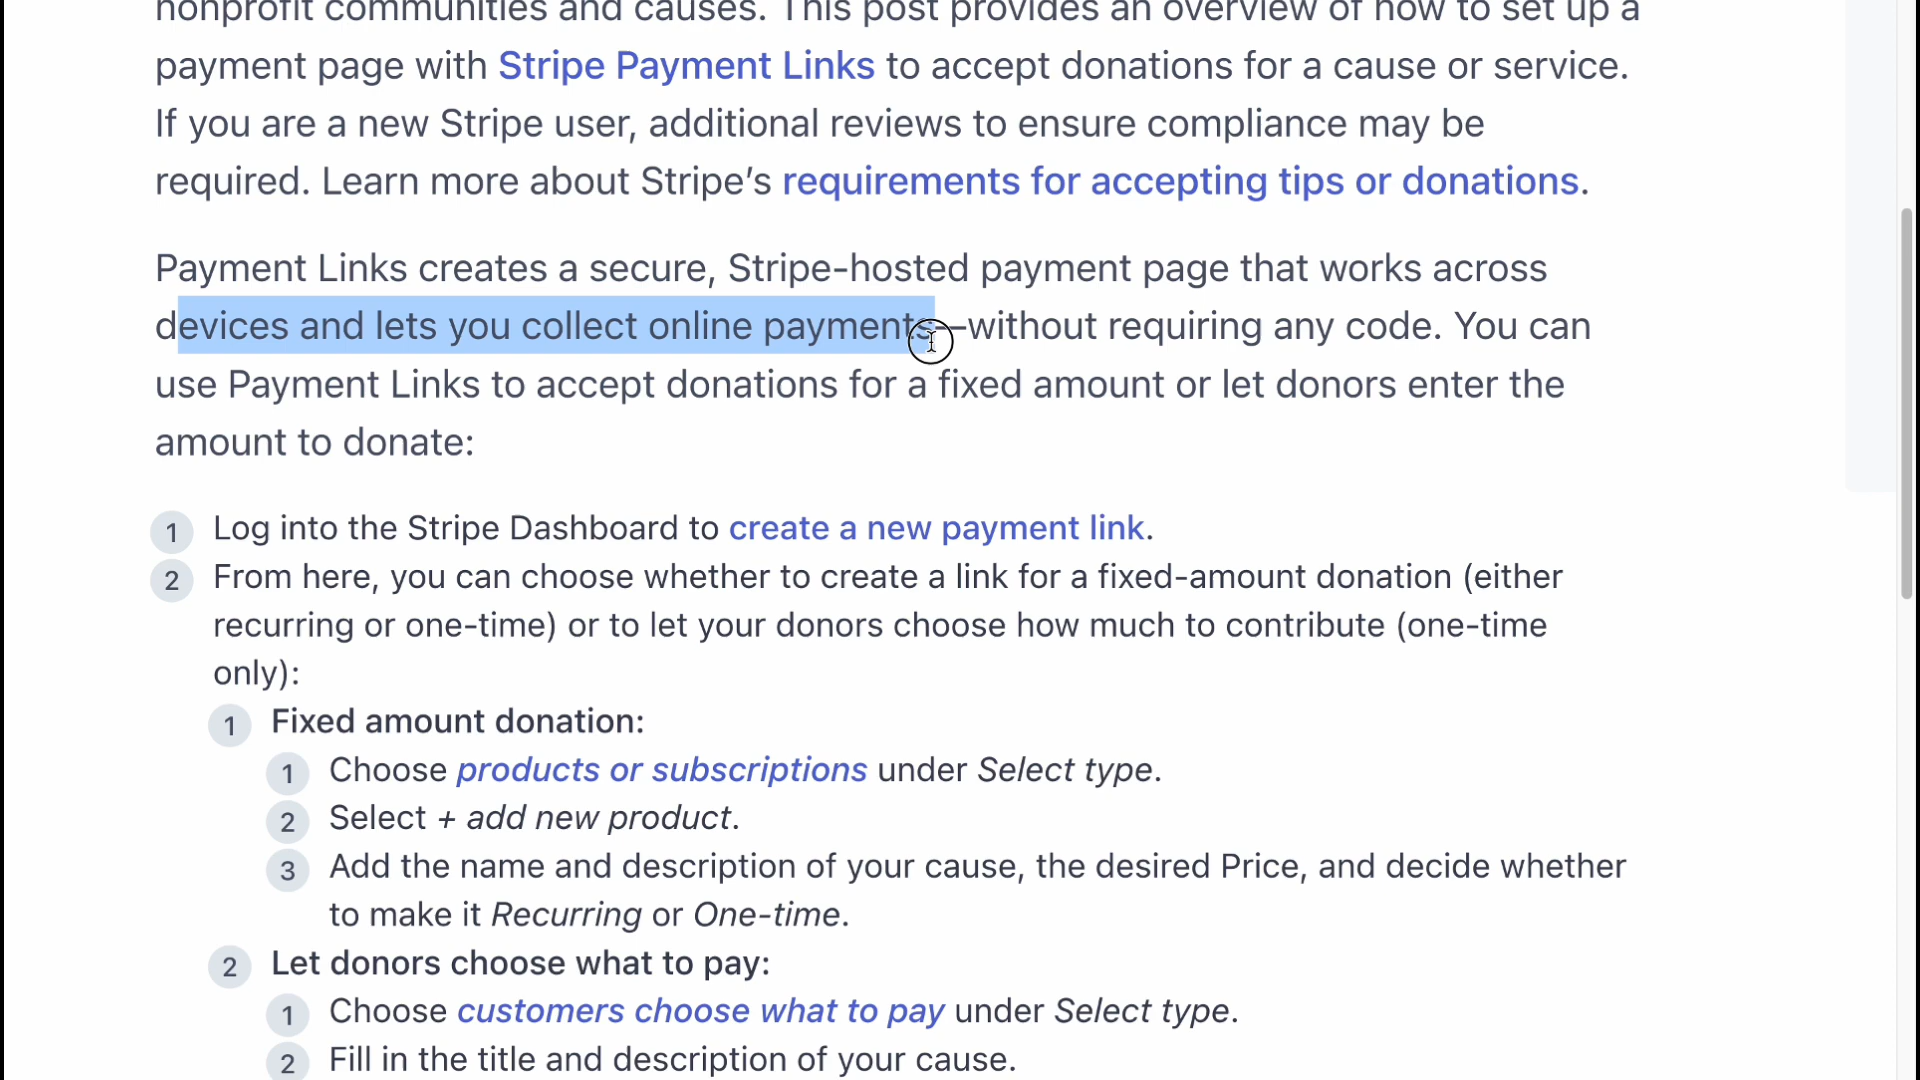 nonprofit communities and causes. This post provides an overview of how to set up a
payment page with Stripe Payment Links to accept donations for a cause or service.
If you are a new Stripe user, additional reviews to ensure compliance may be
required. Learn more about Stripe’s requirements for accepting tips or donations.
Payment Links creates a secure, Stripe-hosted payment page that works across
devices and lets you collect online payments—without requiring any code. You can
use Payment Links to accept donations for a fixed amount or let donors enter the
amount to donate:
1 Log into the Stripe Dashboard to create a new payment link.
2 From here, you can choose whether to create a link for a fixed-amount donation (either
recurring or one-time) or to let your donors choose how much to contribute (one-time
only):
1 Fixed amount donation:
1 Choose products or subscriptions under Select type.
2 Select + add new product.
3 Add the name and description of your cause, the desired Price, and decide whether
to make it Recurring or One-time.
2 Let donors choose what to pay:
1 Choose customers choose what to pay under Select type.
2 Fill in the title and description of your cause.